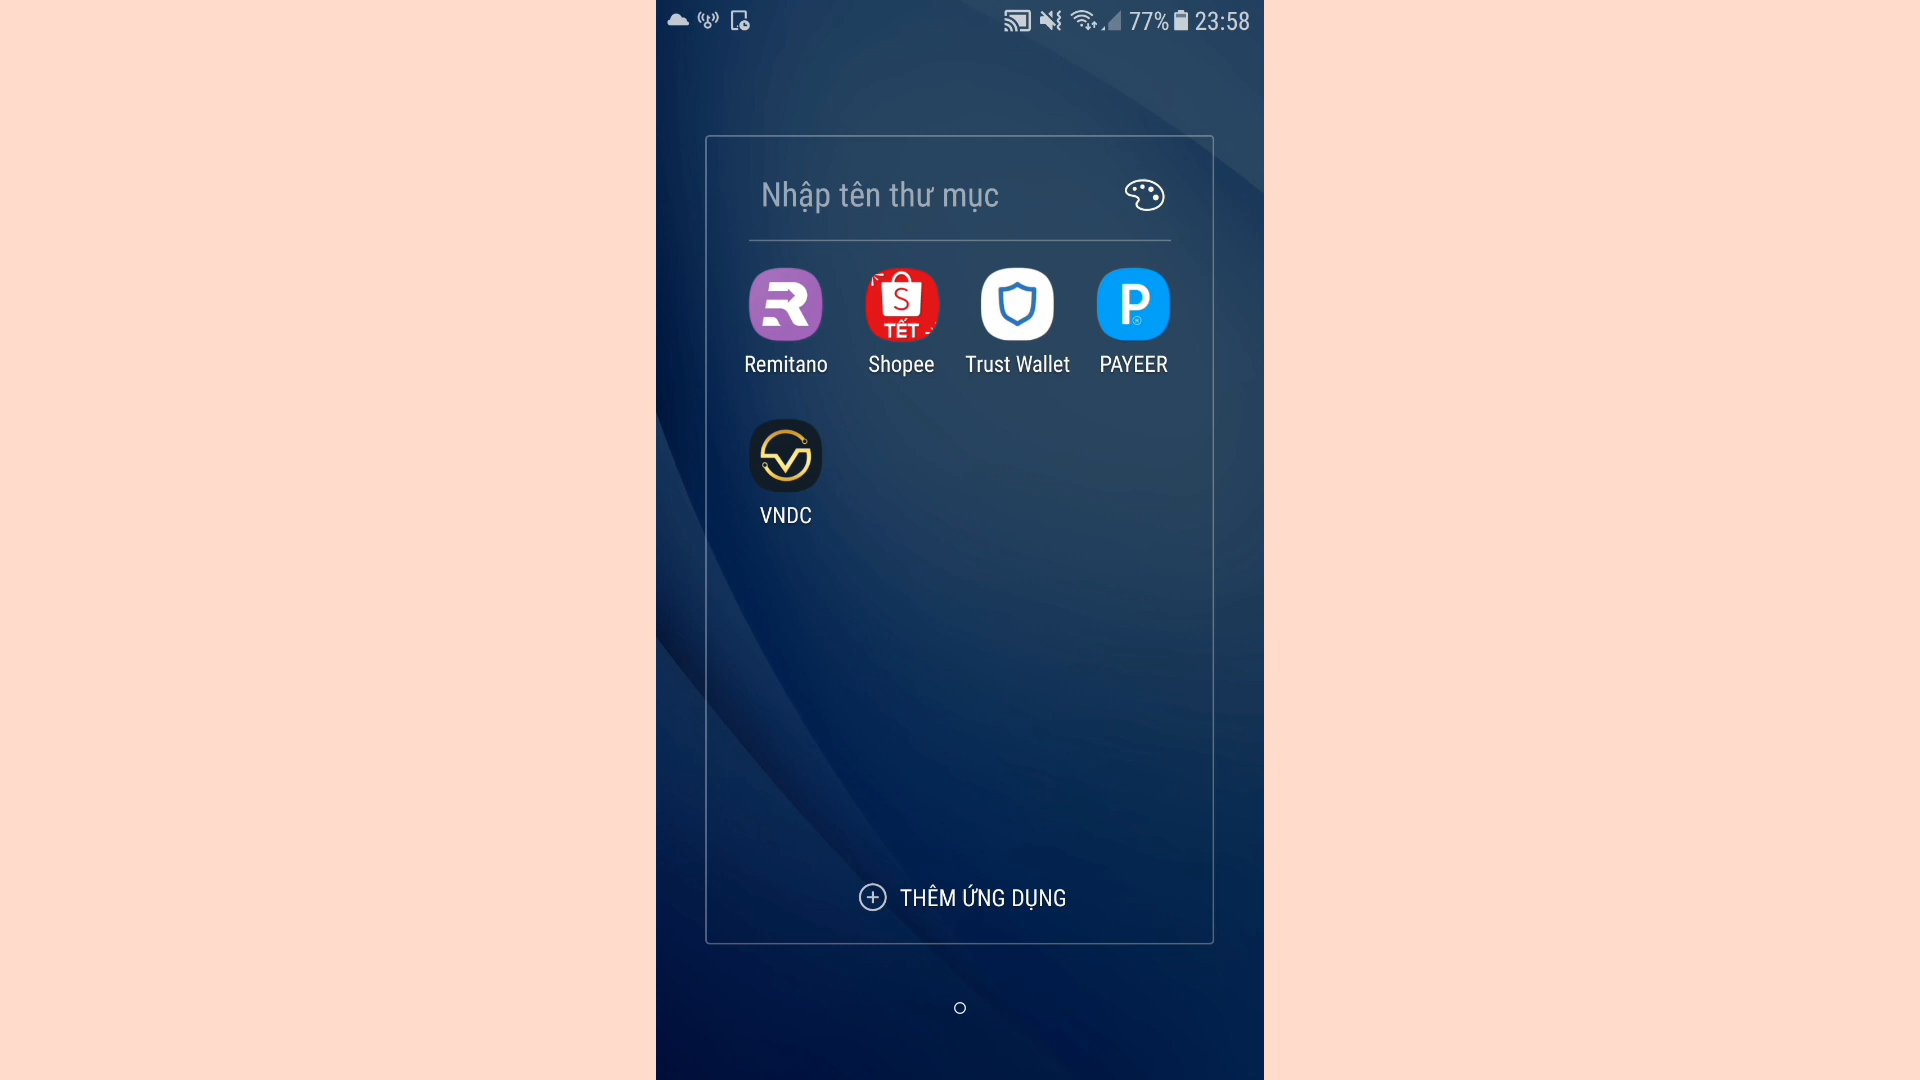 77% 23:58
Nhập tên thư mục
R S TẾT P
Remitano Shopee Trust Wallet PAYEER
VNDC
THÊM ỨNG DỤNG